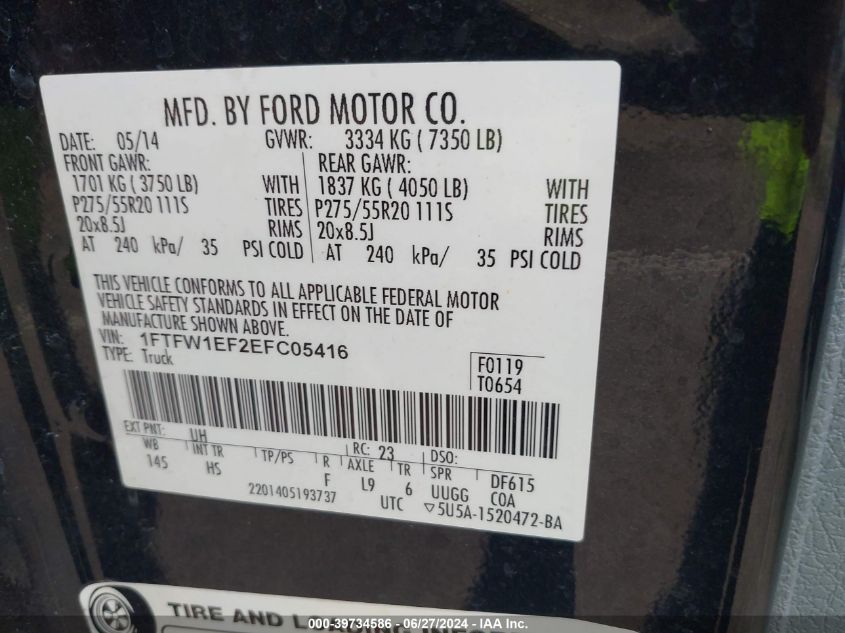 MFD. BY FORD MOTOR CO.
DATE: 05/14 GVWR: 3334 KG ( 7350 LB)
FRONT GAWR: REAR GAWR:
1701 KG ( 3750 LB) WITH 1837 KG ( 4050 LB) WITH
P275/55R20 111S TIRES P275/55R20 111S TIRES
20x8.5J RIMS 20x8.5J RIMS
AT 240 kPa/ 35 PSI COLD AT 240 kPa/ 35 PSI COLD
THIS VEHICLE CONFORMS TO ALL APPLICABLE FEDERAL MOTOR
VEHICLE SAFETY STANDARDS IN EFFECT ON THE DATE OF
MANUFACTURE SHOWN ABOVE.
VIN: 1FTFW1EF2EFC05416
TYPE: Truck
F0119
T0654
EXT PNT: UH RC: 23 DSO:
WB INT TR TP/PS R AXLE TR SPR DF615
145 HS F L9 6 UUGG COA
2201405193737 UTC ▽5U5A-1520472-BA
TIRE AND LOADING
000-39734586 - 06/27/2024 - IAA Inc.